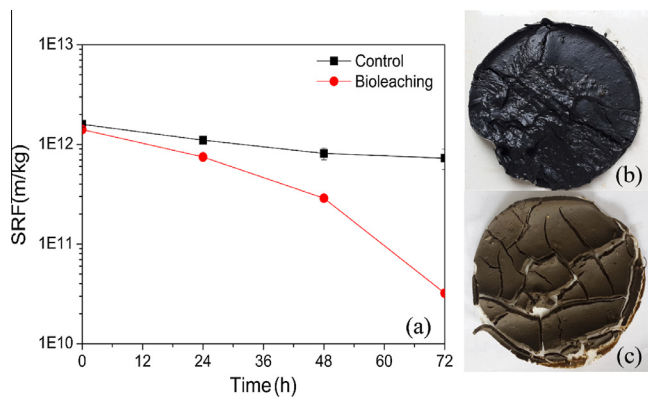 1E13
1E12
1E11
1E10
SRF(m/kg)
Control
Bioleaching
(a)
0 12 24 36 48 60 72
Time(h)
(b)
(c)